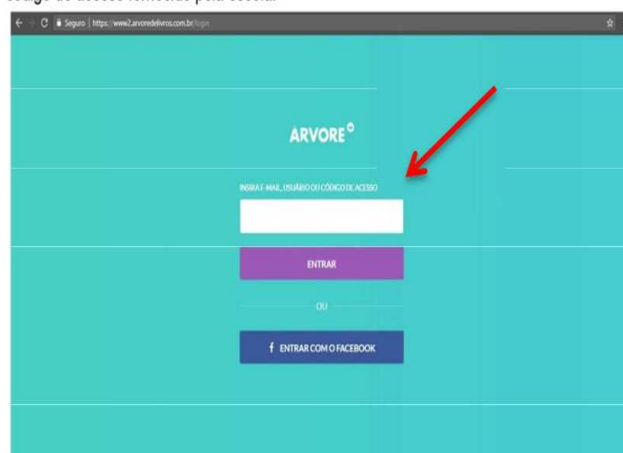 código de acesso fornecido pela escola.
Seguro | https://www2.arvoredelivros.com.br/login
ARVORE
INSIRA E-MAIL, USUÁRIO OU CÓDIGO DE ACESSO
ENTRAR
OU
f ENTRAR COM O FACEBOOK